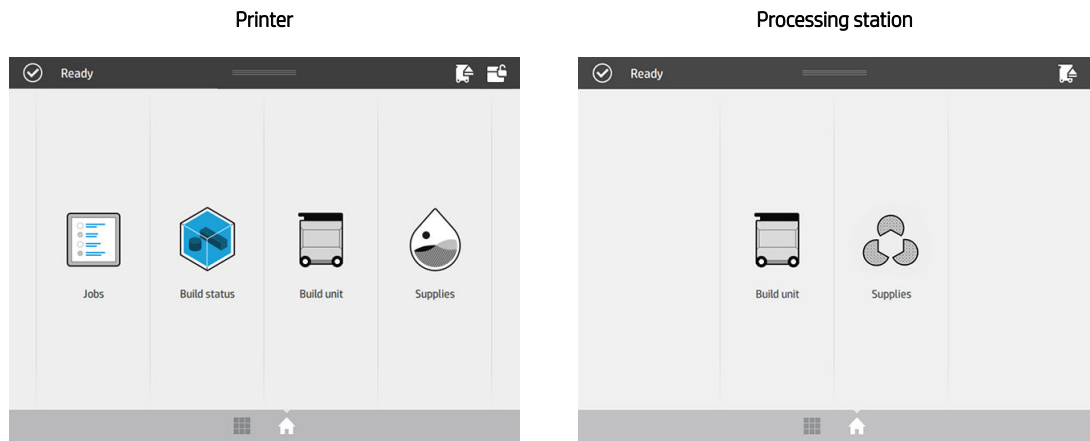 Printer
Processing station
Ready
Ready
Jobs
Build status
Build unit
Supplies
Build unit
Supplies